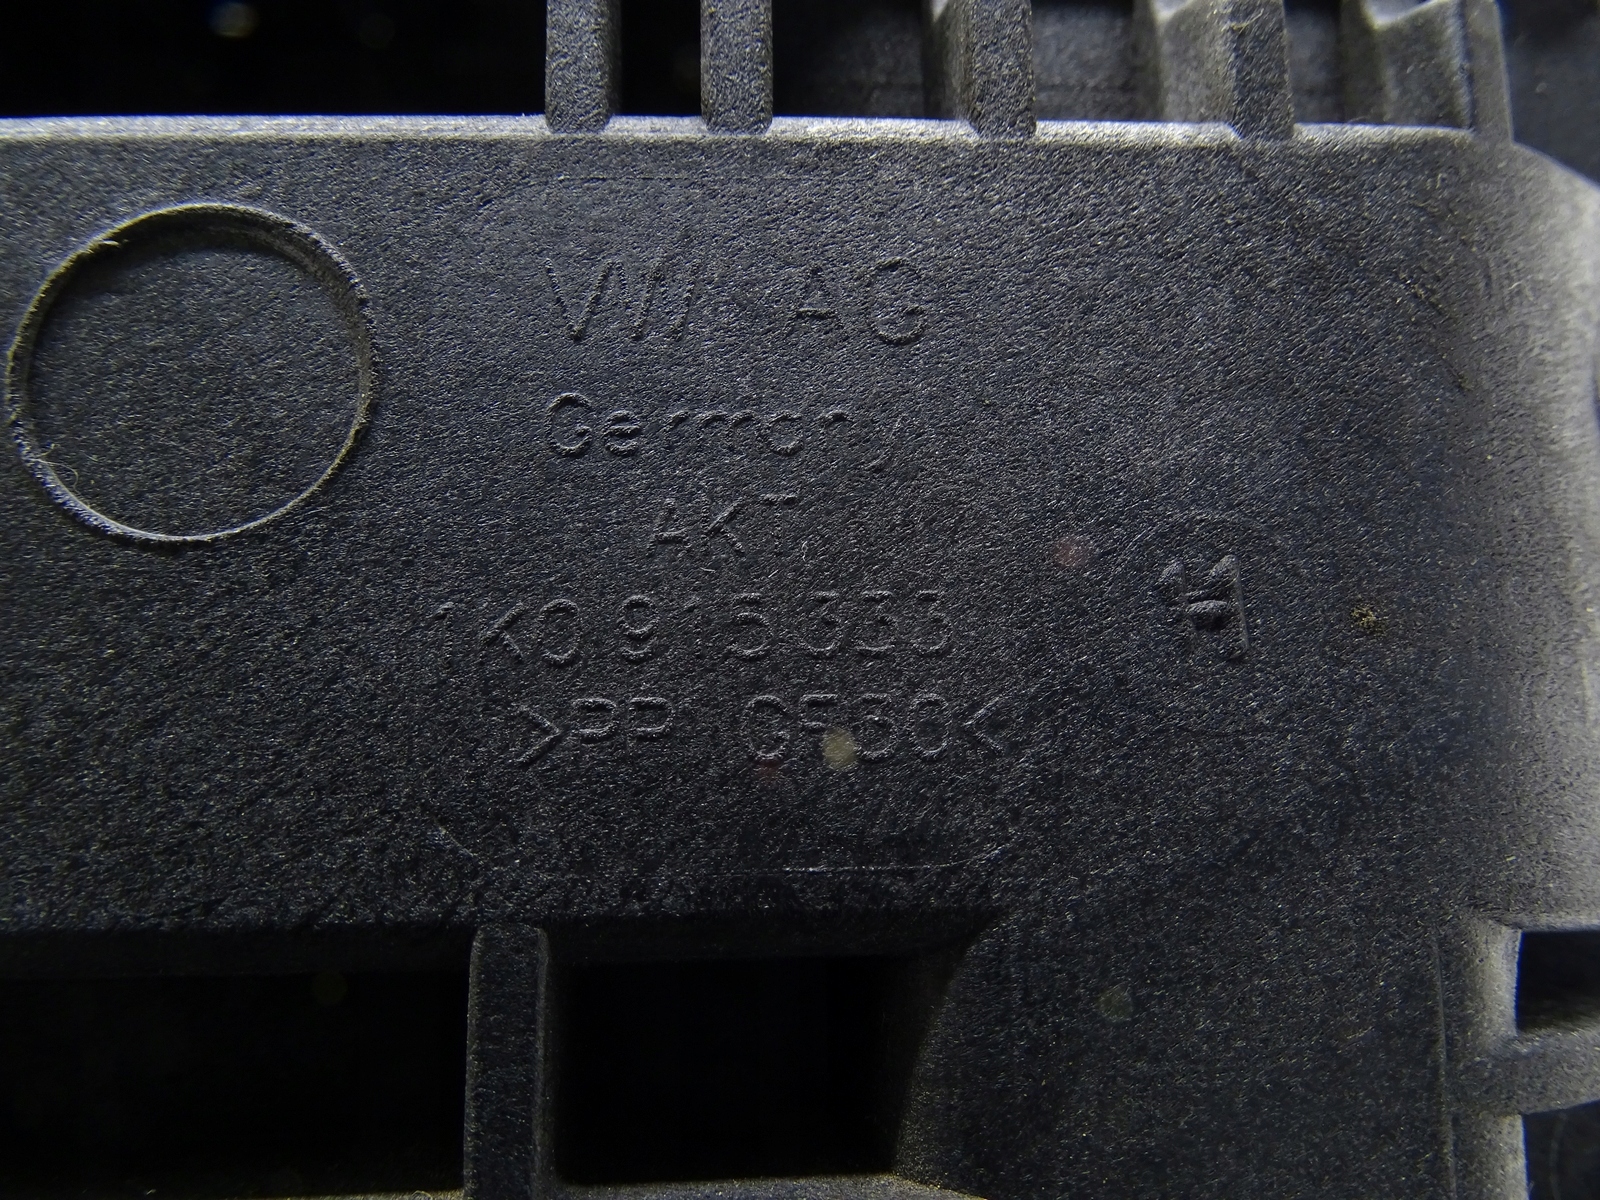 VW AG
Germany
AKT
1K0 915 333
>PP GF30<